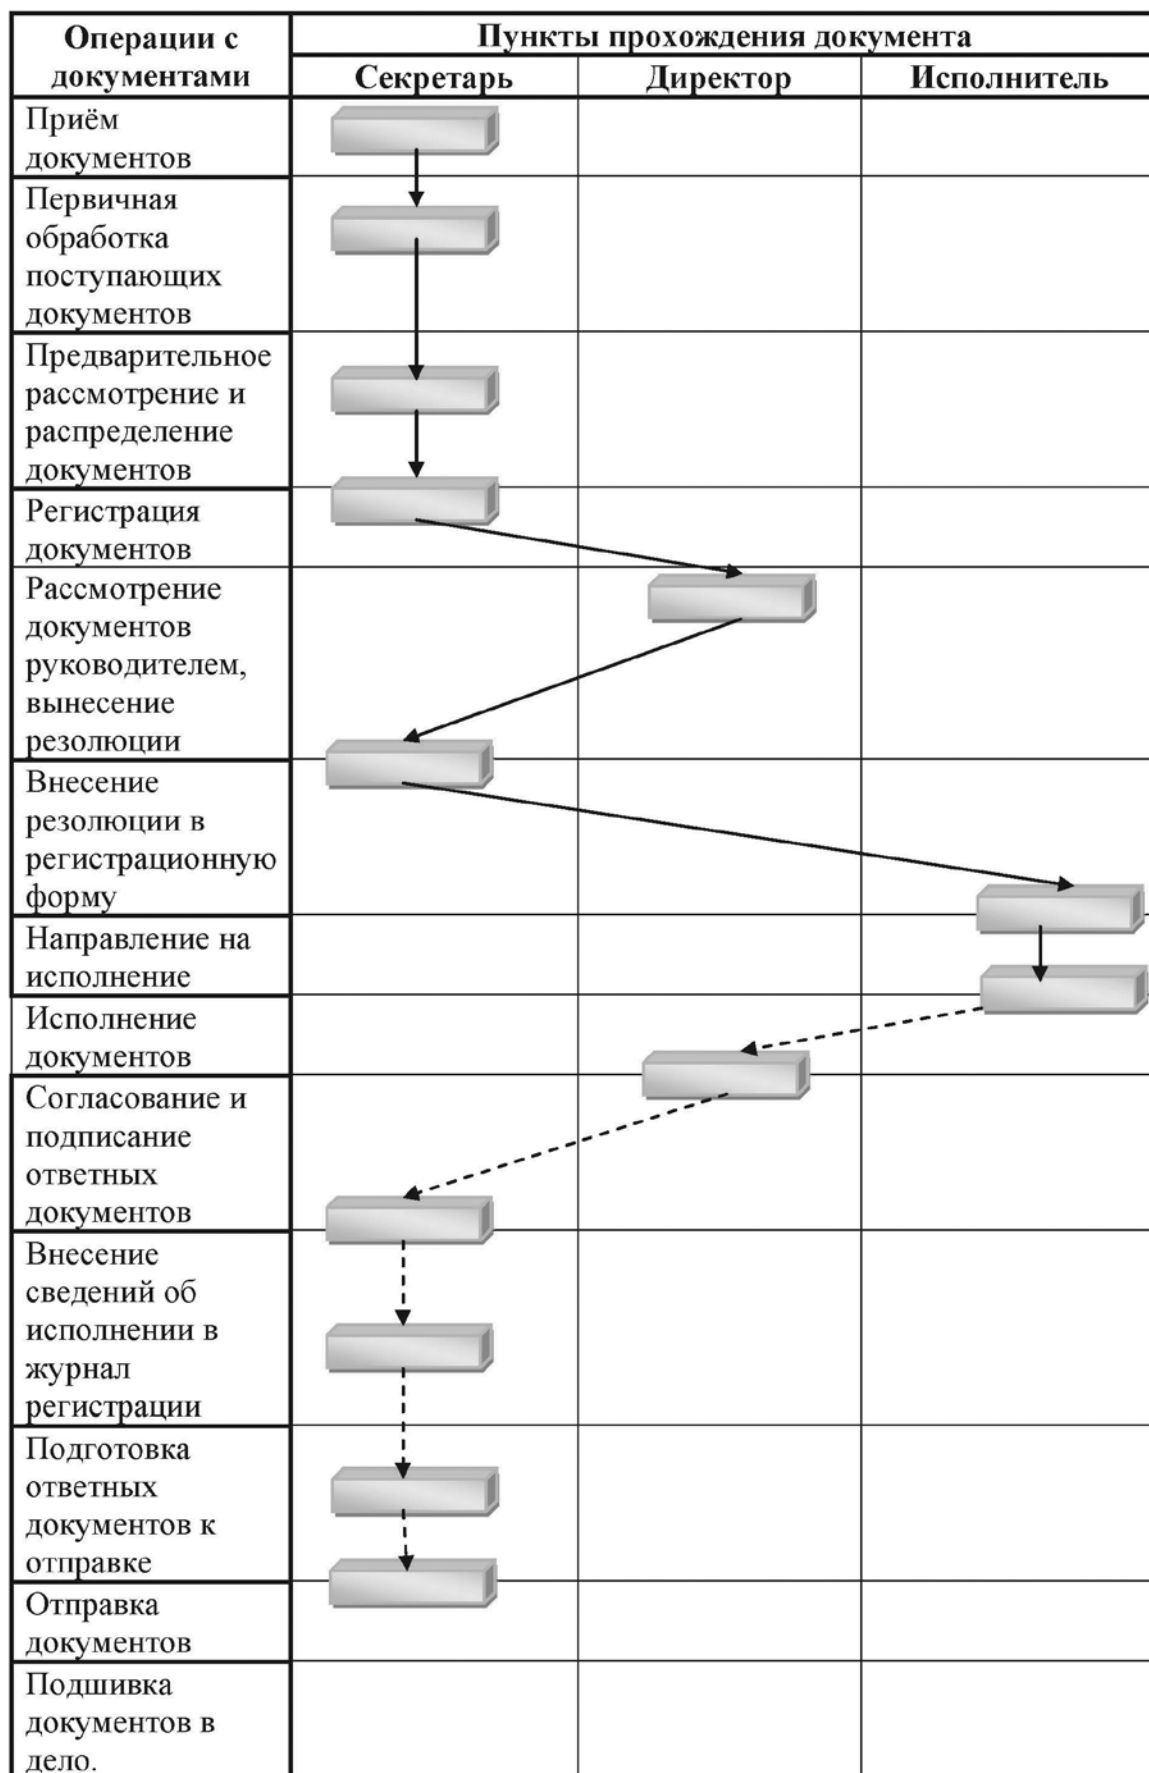 Операции с
документами
Пункты прохождения документа
Секретарь
Директор
Исполнитель
Приём
документов
Первичная
обработка
поступающих
документов
Предварительное
рассмотрение и
распределение
документов
Регистрация
документов
Рассмотрение
документов
руководителем,
вынесение
резолюции
Внесение
резолюции в
регистрационную
форму
Направление на
исполнение
Исполнение
документов
Согласование и
подписание
ответных
документов
Внесение
сведений об
исполнении в
журнал
регистрации
Подготовка
ответных
документов к
отправке
Отправка
документов
Подшивка
документов в
дело.